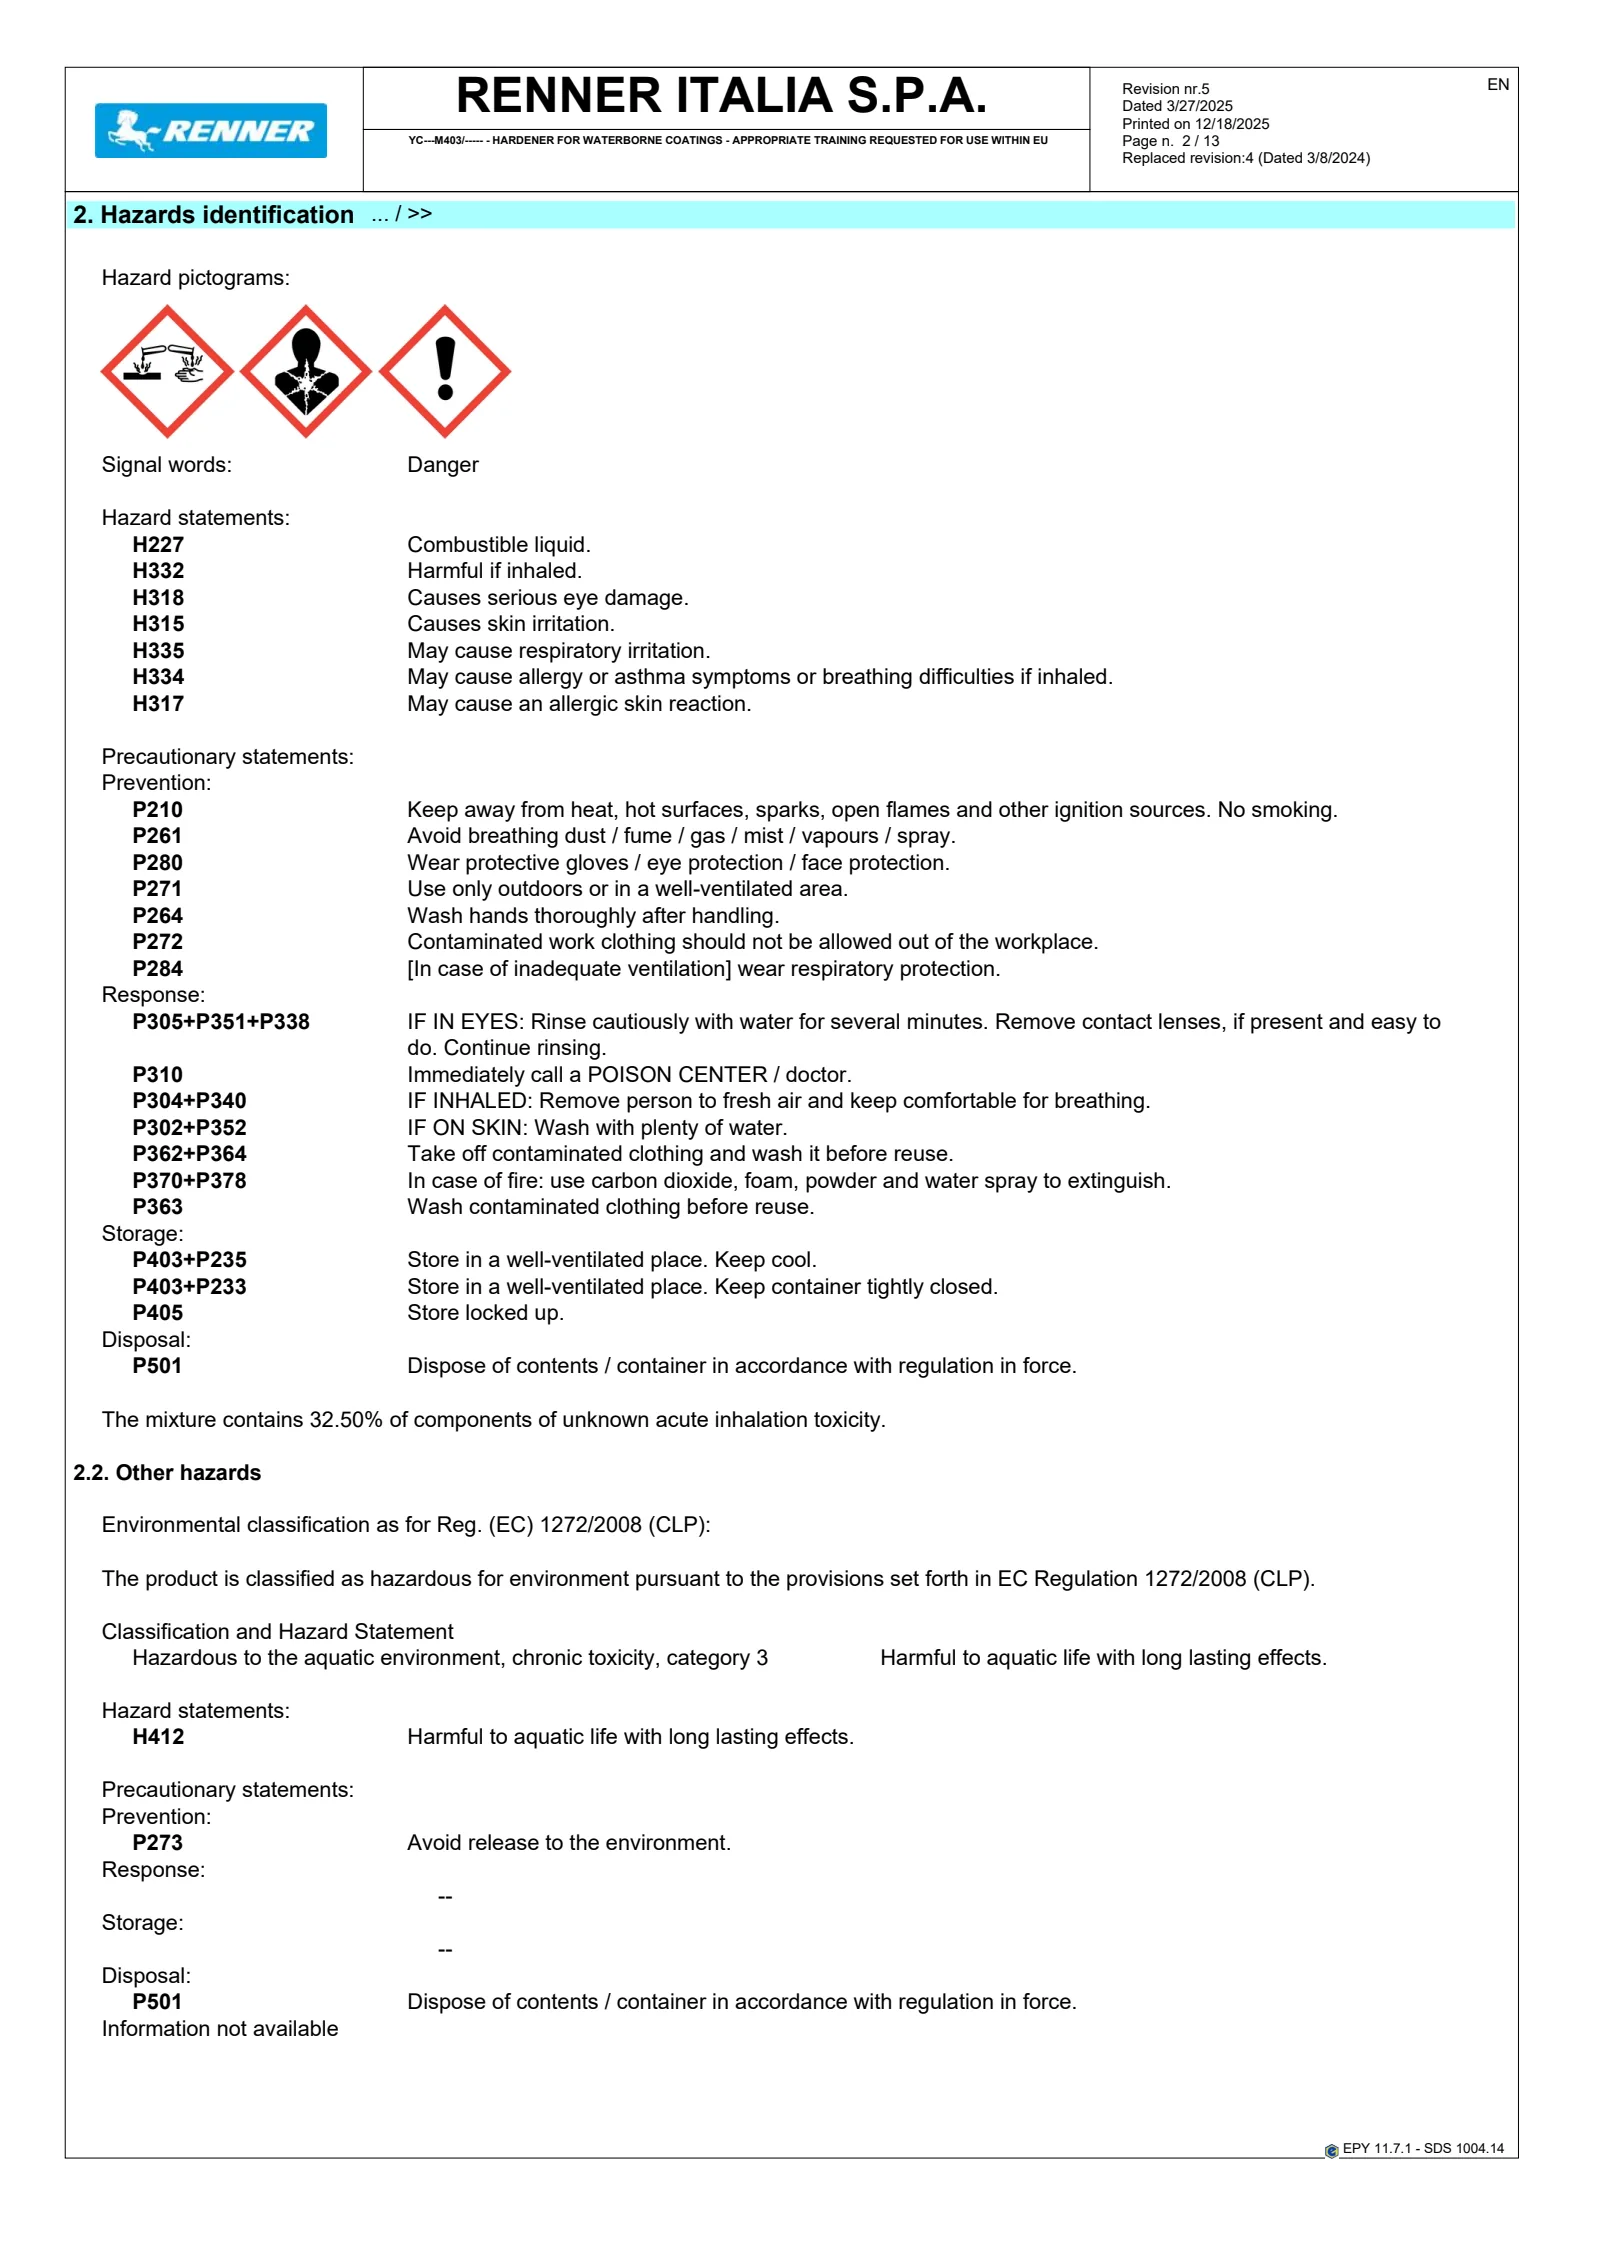 RENNER
RENNER ITALIA S.P.A.
YC---M403/----- - HARDENER FOR WATERBORNE COATINGS - APPROPRIATE TRAINING REQUESTED FOR USE WITHIN EU
Revision nr.5
Dated 3/27/2025
Printed on 12/18/2025
Page n. 2 / 13
Replaced revision:4 (Dated 3/8/2024)
EN
2. Hazards identification ... / >>
Hazard pictograms:
Signal words: Danger
Hazard statements:
H227 Combustible liquid.
H332 Harmful if inhaled.
H318 Causes serious eye damage.
H315 Causes skin irritation.
H335 May cause respiratory irritation.
H334 May cause allergy or asthma symptoms or breathing difficulties if inhaled.
H317 May cause an allergic skin reaction.
Precautionary statements:
Prevention:
P210 Keep away from heat, hot surfaces, sparks, open flames and other ignition sources. No smoking.
P261 Avoid breathing dust / fume / gas / mist / vapours / spray.
P280 Wear protective gloves / eye protection / face protection.
P271 Use only outdoors or in a well-ventilated area.
P264 Wash hands thoroughly after handling.
P272 Contaminated work clothing should not be allowed out of the workplace.
P284 [In case of inadequate ventilation] wear respiratory protection.
Response:
P305+P351+P338 IF IN EYES: Rinse cautiously with water for several minutes. Remove contact lenses, if present and easy to
do. Continue rinsing.
P310 Immediately call a POISON CENTER / doctor.
P304+P340 IF INHALED: Remove person to fresh air and keep comfortable for breathing.
P302+P352 IF ON SKIN: Wash with plenty of water.
P362+P364 Take off contaminated clothing and wash it before reuse.
P370+P378 In case of fire: use carbon dioxide, foam, powder and water spray to extinguish.
P363 Wash contaminated clothing before reuse.
Storage:
P403+P235 Store in a well-ventilated place. Keep cool.
P403+P233 Store in a well-ventilated place. Keep container tightly closed.
P405 Store locked up.
Disposal:
P501 Dispose of contents / container in accordance with regulation in force.
The mixture contains 32.50% of components of unknown acute inhalation toxicity.
2.2. Other hazards
Environmental classification as for Reg. (EC) 1272/2008 (CLP):
The product is classified as hazardous for environment pursuant to the provisions set forth in EC Regulation 1272/2008 (CLP).
Classification and Hazard Statement
Hazardous to the aquatic environment, chronic toxicity, category 3 Harmful to aquatic life with long lasting effects.
Hazard statements:
H412 Harmful to aquatic life with long lasting effects.
Precautionary statements:
Prevention:
P273 Avoid release to the environment.
Response:
--
Storage:
--
Disposal:
P501 Dispose of contents / container in accordance with regulation in force.
Information not available
EPY 11.7.1 - SDS 1004.14